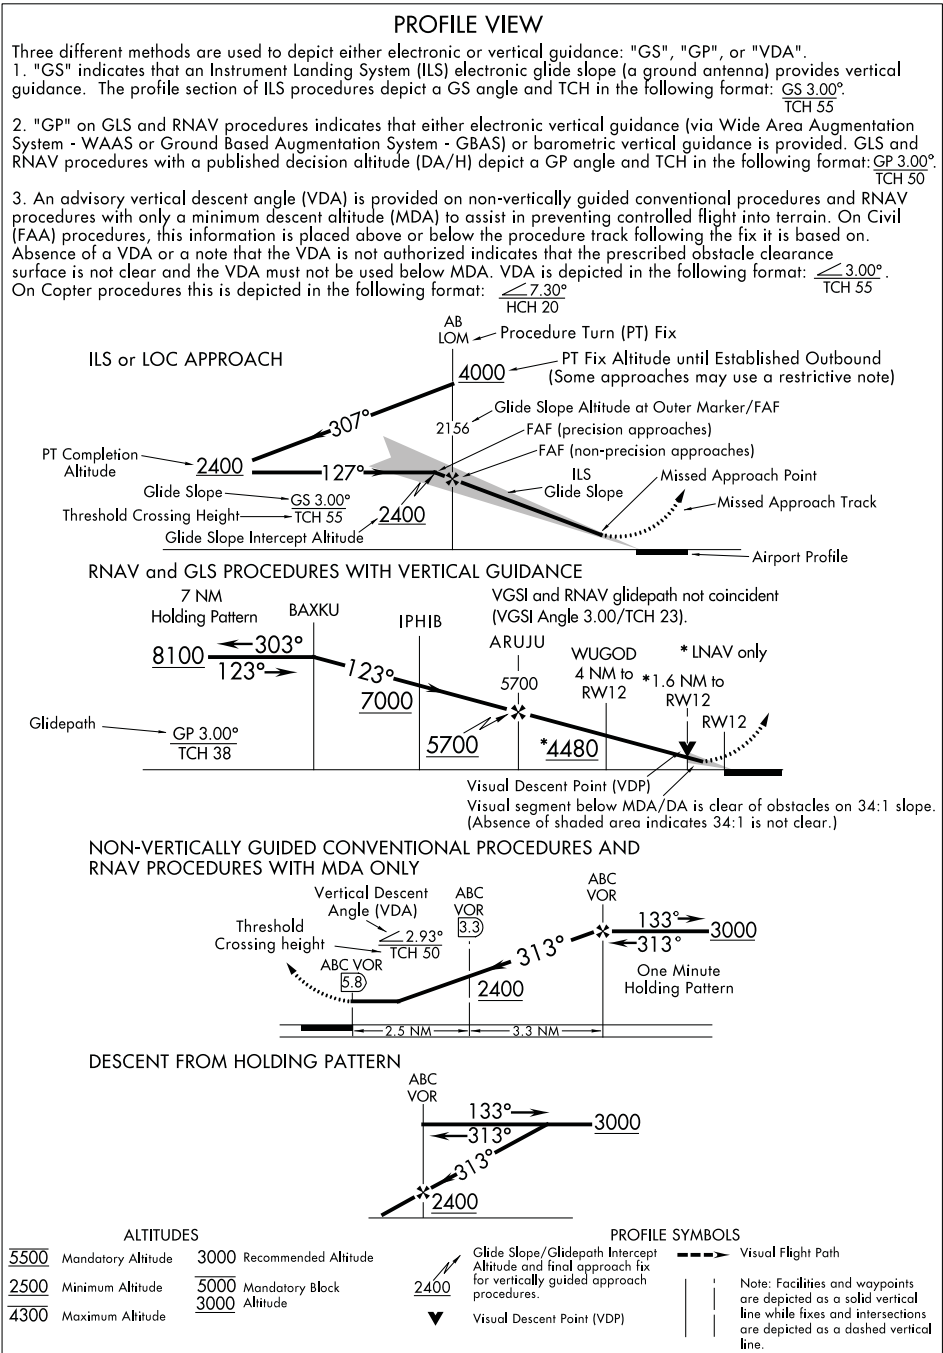 PROFILE VIEW
Three different methods are used to depict either electronic or vertical guidance: "GS", "GP", or "VDA".
1. "GS" indicates that an Instrument Landing System (ILS) electronic glide slope (a ground antenna) provides vertical
guidance. The profile section of ILS procedures depict a GS angle and TCH in the following format: GS 3.00°.
TCH 55
2. "GP" on GLS and RNAV procedures indicates that either electronic vertical guidance (via Wide Area Augmentation
System - WAAS or Ground Based Augmentation System - GBAS) or barometric vertical guidance is provided. GLS and
RNAV procedures with a published decision altitude (DA/H) depict a GP angle and TCH in the following format: GP 3.00°.
TCH 50
3. An advisory vertical descent angle (VDA) is provided on non-vertically guided conventional procedures and RNAV
procedures with only a minimum descent altitude (MDA) to assist in preventing controlled flight into terrain. On Civil
(FAA) procedures, this information is placed above or below the procedure track following the fix it is based on.
Absence of a VDA or a note that the VDA is not authorized indicates that the prescribed obstacle clearance
surface is not clear and the VDA must not be used below MDA. VDA is depicted in the following format: 3.00°.
TCH 55
On Copter procedures this is depicted in the following format: 7.30°
HCH 20
ILS or LOC APPROACH
AB
LOM
Procedure Turn (PT) Fix
4000
PT Fix Altitude until Established Outbound
(Some approaches may use a restrictive note)
307°
Glide Slope Altitude at Outer Marker/FAF
2156
FAF (precision approaches)
FAF (non-precision approaches)
PT Completion
Altitude
2400
127°
ILS
Glide Slope
Missed Approach Point
Missed Approach Track
Glide Slope
GS 3.00°
Threshold Crossing Height
TCH 55
2400
Glide Slope Intercept Altitude
Airport Profile
RNAV and GLS PROCEDURES WITH VERTICAL GUIDANCE
7 NM
Holding Pattern
BAXKU
IPHIB
VGSI and RNAV glidepath not coincident
(VGSI Angle 3.00/TCH 23).
ARUJU
WUGOD
4 NM to
RW12
* LNAV only
*1.6 NM to
RW12
RW12
8100
303°
123°
123°
7000
5700
5700
*4480
Glidepath
GP 3.00°
TCH 38
Visual Descent Point (VDP)
Visual segment below MDA/DA is clear of obstacles on 34:1 slope.
(Absence of shaded area indicates 34:1 is not clear.)
NON-VERTICALLY GUIDED CONVENTIONAL PROCEDURES AND
RNAV PROCEDURES WITH MDA ONLY
Vertical Descent
Angle (VDA)
ABC
VOR
3.3
ABC
VOR
Threshold
Crossing height
2.93°
TCH 50
ABC VOR
5.8
313°
133°
313°
3000
2400
One Minute
Holding Pattern
2.5 NM
3.3 NM
DESCENT FROM HOLDING PATTERN
ABC
VOR
133°
313°
3000
313°
2400
ALTITUDES
5500 Mandatory Altitude
2500 Minimum Altitude
4300 Maximum Altitude
3000 Recommended Altitude
5000 Mandatory Block
3000 Altitude
PROFILE SYMBOLS
2400
Glide Slope/Glidepath Intercept
Altitude and final approach fix
for vertically guided approach
procedures.
Visual Descent Point (VDP)
Visual Flight Path
Note: Facilities and waypoints
are depicted as a solid vertical
line while fixes and intersections
are depicted as a dashed vertical
line.